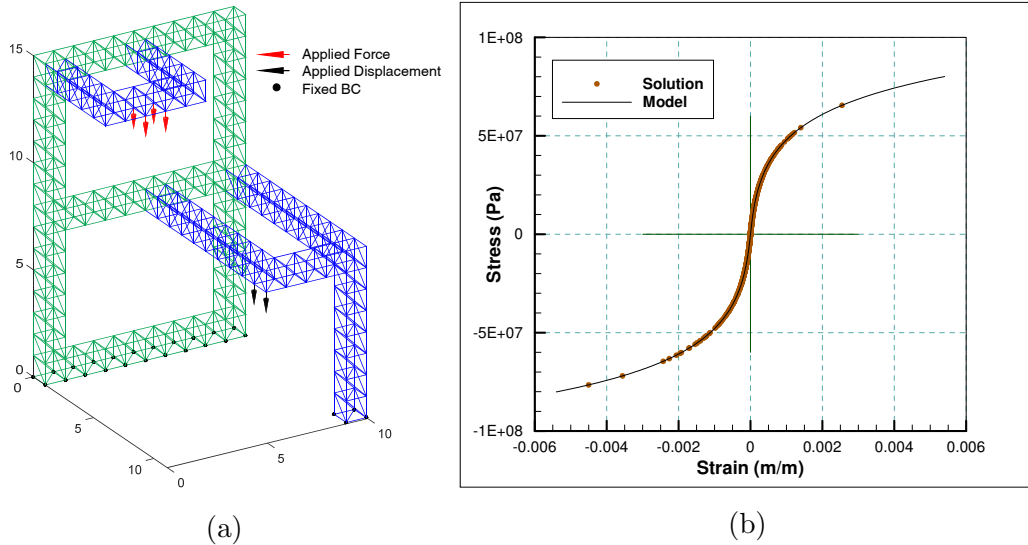 15
10
5
0
0
5
10
0
5
10
Applied Force
Applied Displacement
Fixed BC
(a)
1E+08
5E+07
0
-5E+07
-1E+08
Stress (Pa)
Solution
Model
-0.006
-0.004
-0.002
0
0.002
0.004
0.006
Strain (m/m)
(b)